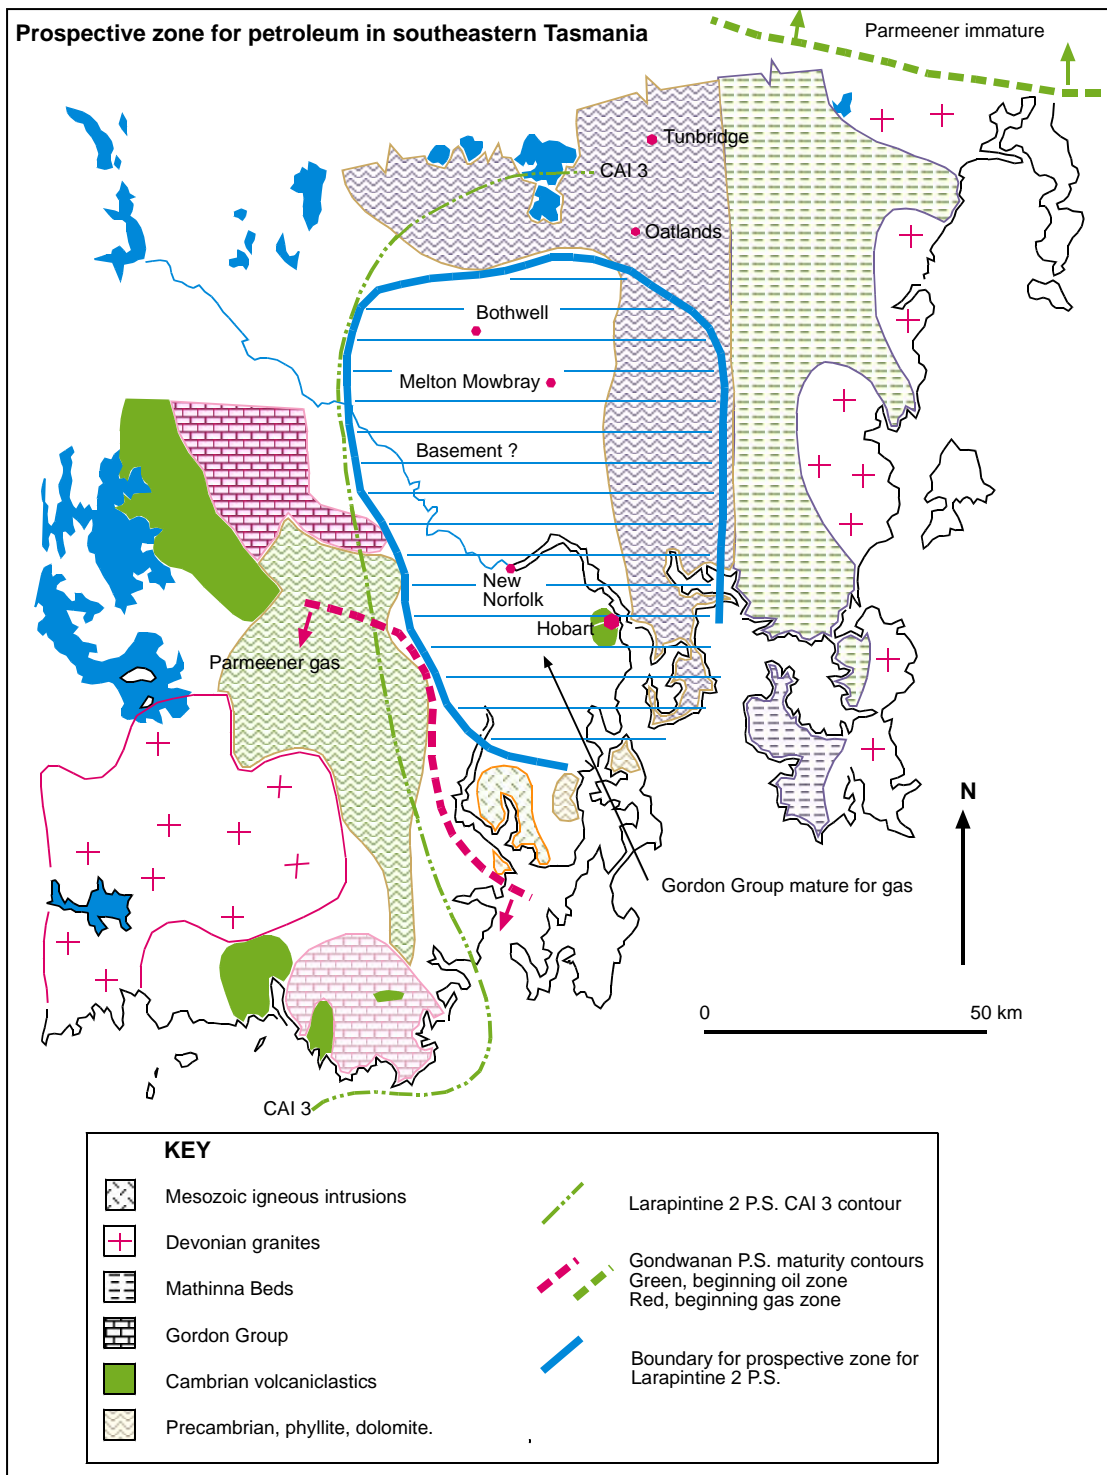 Prospective zone for petroleum in southeastern Tasmania
Parmeener immature
Tunbridge
CAI 3
Oatlands
Bothwell
Melton Mowbray
Basement ?
New
Norfolk
Hobart
Parmeener gas
N
Gordon Group mature for gas
0 50 km
CAI 3
KEY
Mesozoic igneous intrusions
Devonian granites
Mathinna Beds
Gordon Group
Cambrian volcaniclastics
Precambrian, phyllite, dolomite.
Larapintine 2 P.S. CAI 3 contour
Gondwanan P.S. maturity contours
Green, beginning oil zone
Red, beginning gas zone
Boundary for prospective zone for
Larapintine 2 P.S.